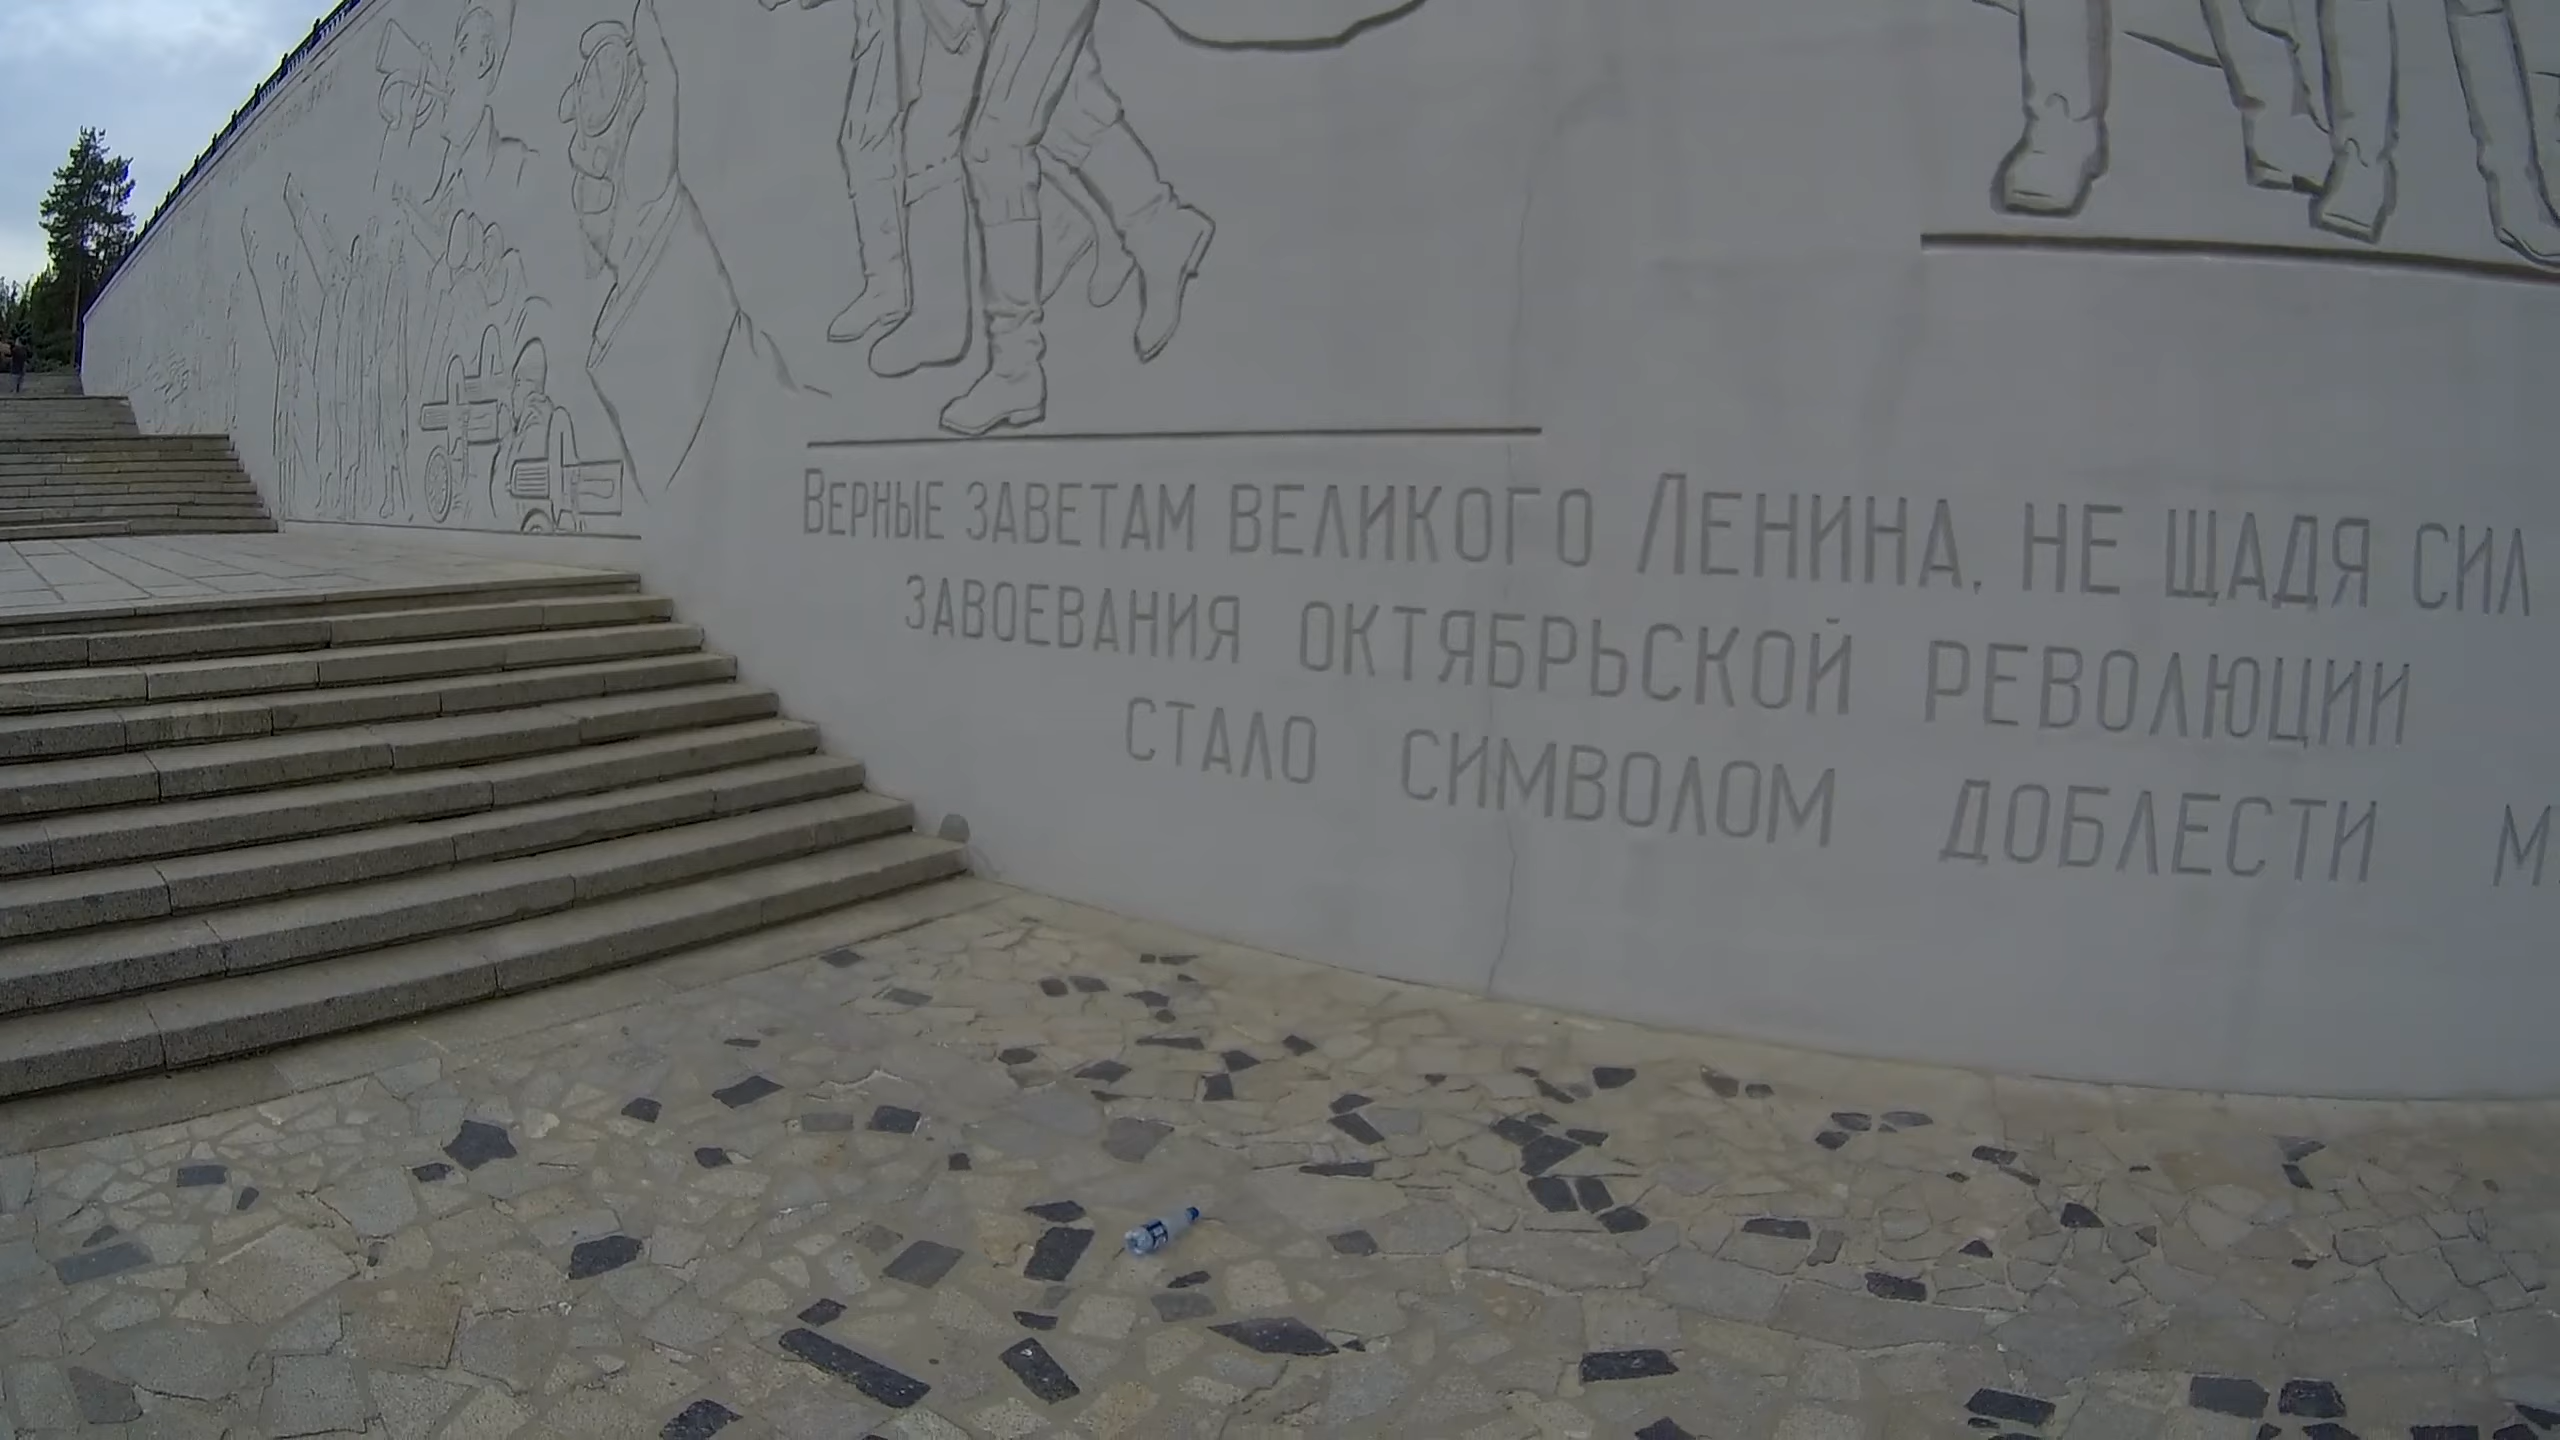 Верные заветам великого Ленина, не щадя сил
завоевания октябрьской революции
стало символом доблести